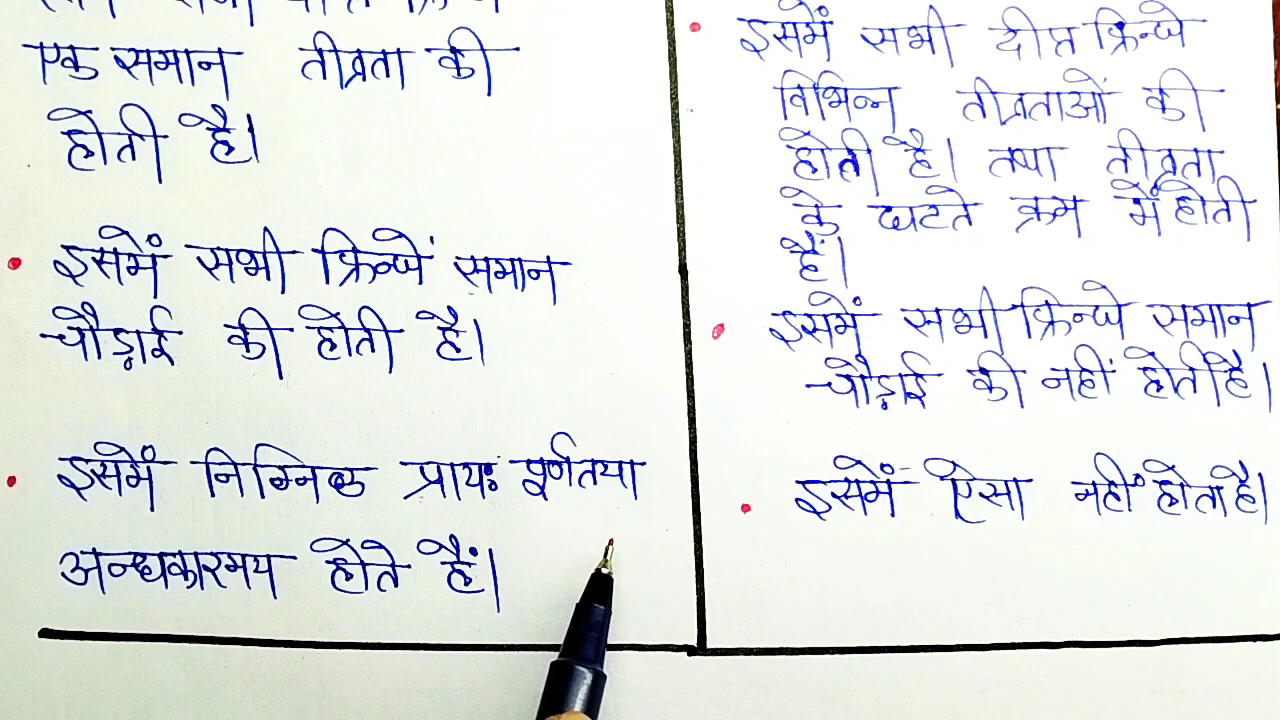 एक समान तीव्रता की
होती है।
इसमें सभी फ्रिन्जें समान
चौड़ाई की होती है।
इसमें निम्निष्ठ प्रायः पूर्णतया
अन्धकारमय होते हैं।
इसमें सभी दीप्त फ्रिन्जे
विभिन्न तीव्रताओं की
होती है। तथा तीव्रता
के घटते क्रम में होती
हैं।
इसमें सभी फ्रिन्जे समान
चौड़ाई की नहीं होती है।
इसमें ऐसा नहीं होता है।